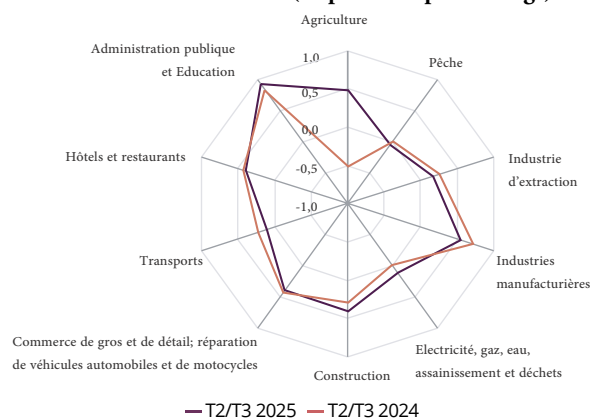 Agriculture
Administration publique
et Education
Pêche
1,0
0,5
0,0
-0,5
-1,0
Hôtels et restaurants
Industrie
d’extraction
Transports
Industries
manufacturières
Commerce de gros et de détail; réparation
de véhicules automobiles et de motocycles
Electricité, gaz, eau,
assainissement et déchets
Construction
T2/T3 2025 T2/T3 2024